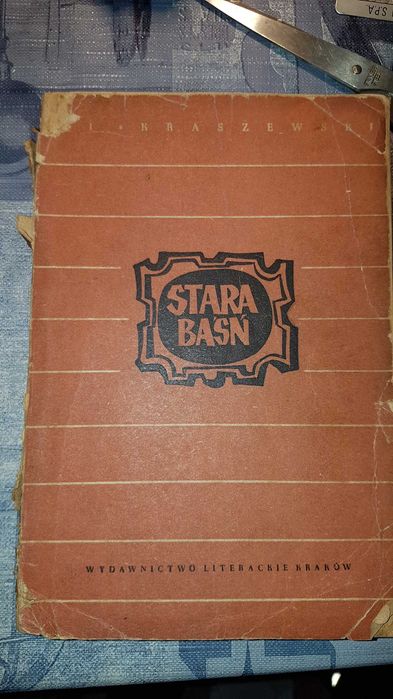 I • KRASZEWSKI
STARA
BAŚŃ
WYDAWNICTWO LITERACKIE KRAKÓW
S.P.A